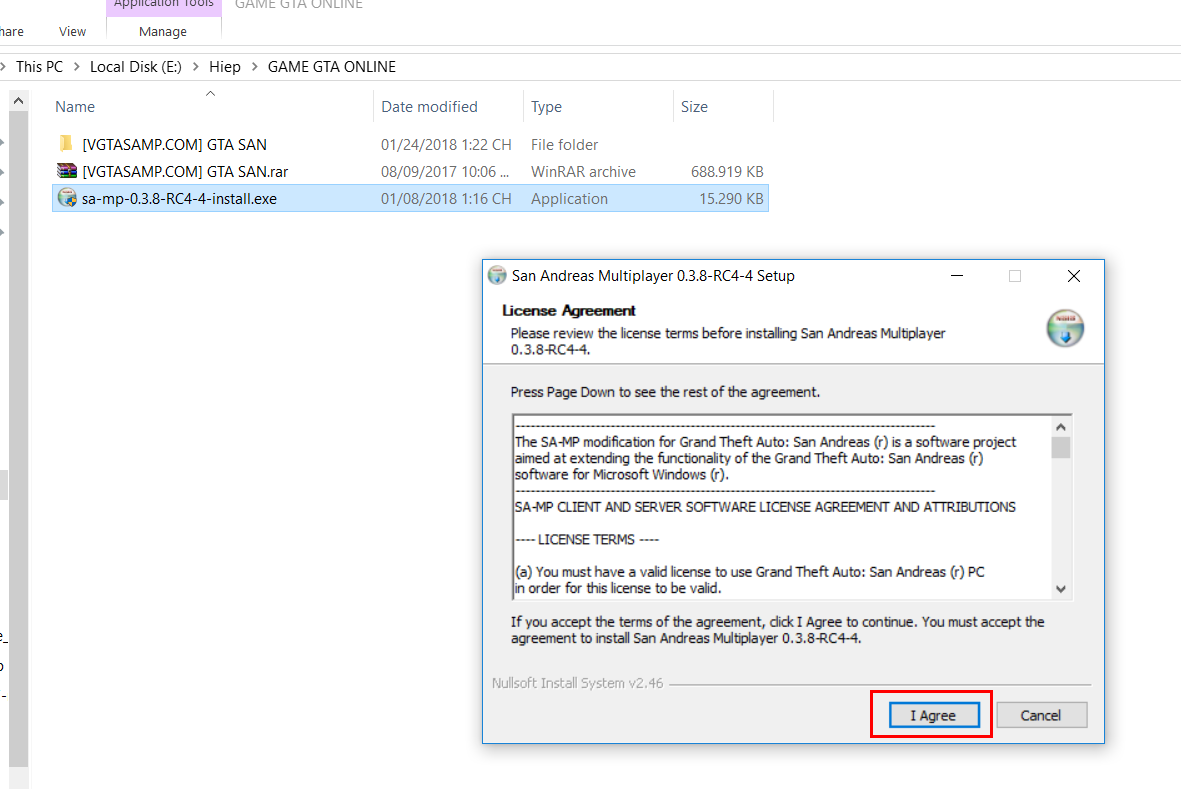 Application Tools
GAME GTA ONLINE
hare
View
Manage
This PC > Local Disk (E:) > Hiep > GAME GTA ONLINE
Name
Date modified
Type
Size
[VGTASAMP.COM] GTA SAN 01/24/2018 1:22 CH File folder
[VGTASAMP.COM] GTA SAN.rar 08/09/2017 10:06 ... WinRAR archive 688.919 KB
sa-mp-0.3.8-RC4-4-install.exe 01/08/2018 1:16 CH Application 15.290 KB
San Andreas Multiplayer 0.3.8-RC4-4 Setup
License Agreement
Please review the license terms before installing San Andreas Multiplayer
0.3.8-RC4-4.
Press Page Down to see the rest of the agreement.
The SA-MP modification for Grand Theft Auto: San Andreas (r) is a software project
aimed at extending the functionality of the Grand Theft Auto: San Andreas (r)
software for Microsoft Windows (r).
SA-MP CLIENT AND SERVER SOFTWARE LICENSE AGREEMENT AND ATTRIBUTIONS
---- LICENSE TERMS ----
(a) You must have a valid license to use Grand Theft Auto: San Andreas (r) PC
in order for this license to be valid.
If you accept the terms of the agreement, click I Agree to continue. You must accept the
agreement to install San Andreas Multiplayer 0.3.8-RC4-4.
Nullsoft Install System v2.46
I Agree
Cancel